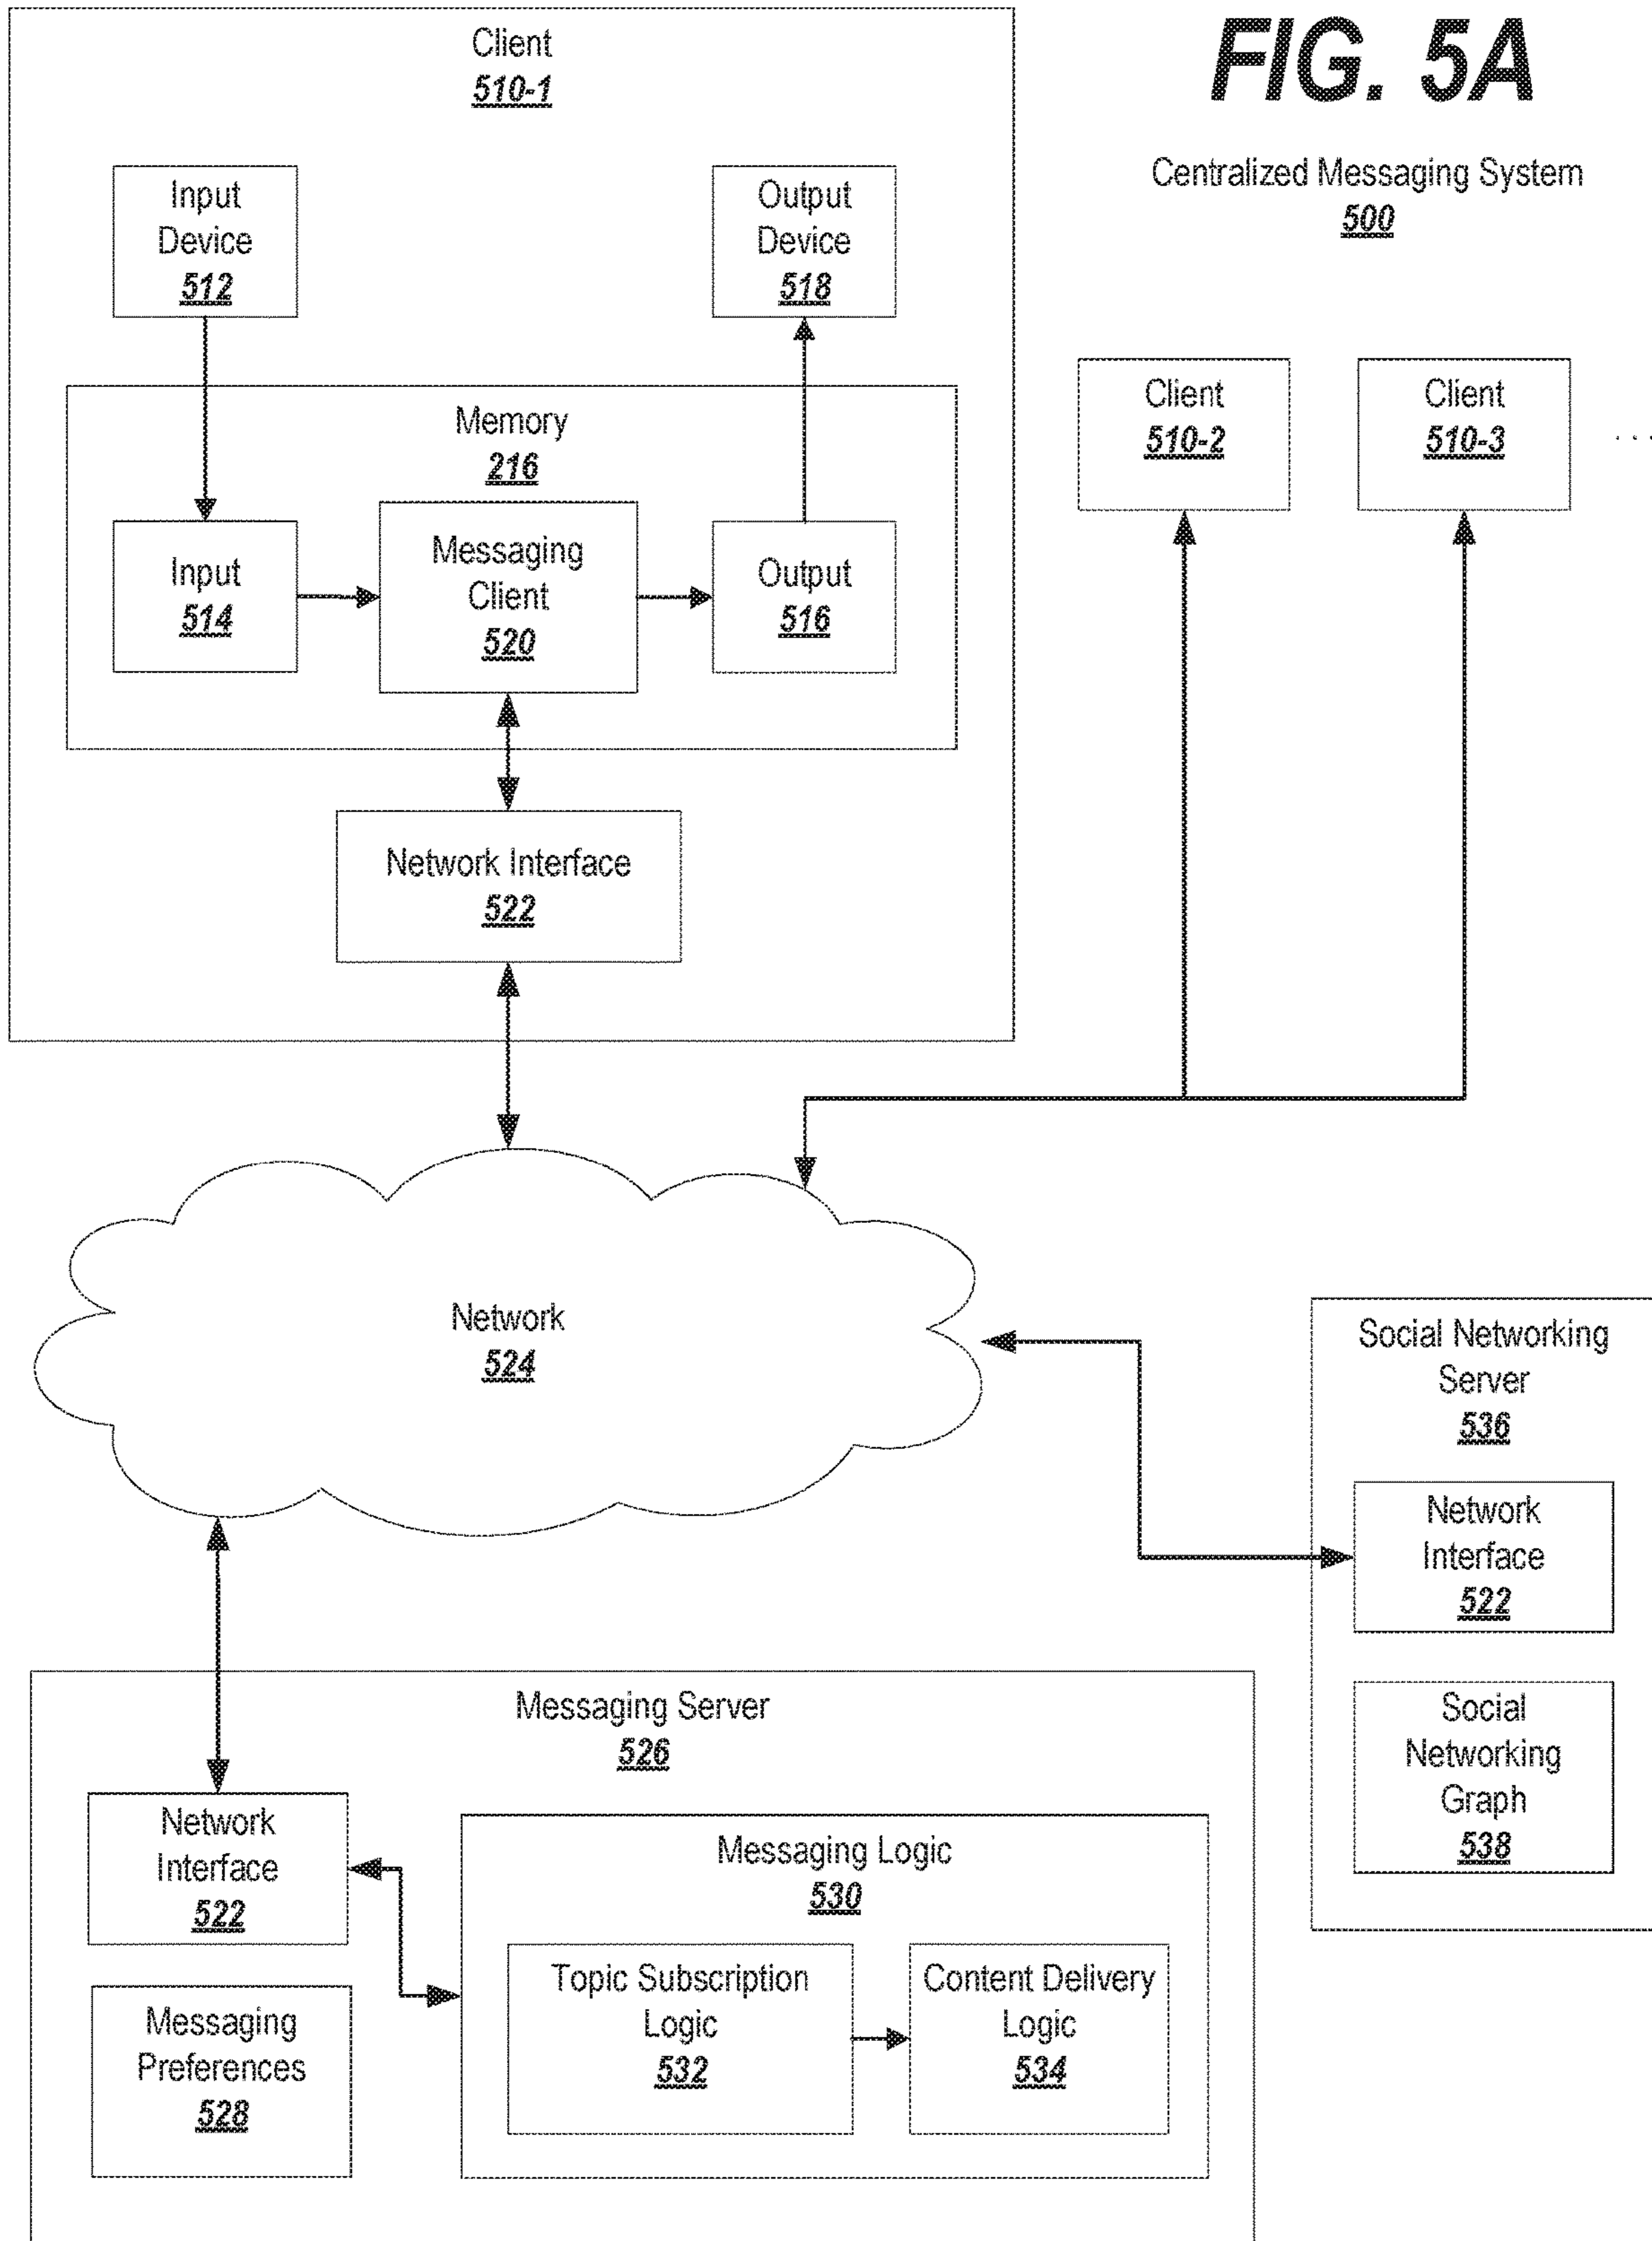 FIG. 5A
Centralized Messaging System
500
Client
510-1
Input
Device
512
Output
Device
518
Memory
216
Input
514
Messaging
Client
520
Output
516
Network Interface
522
Client
510-2
Client
510-3
. . .
Network
524
Social Networking
Server
536
Network
Interface
522
Social
Networking
Graph
538
Messaging Server
526
Network
Interface
522
Messaging
Preferences
528
Messaging Logic
530
Topic Subscription
Logic
532
Content Delivery
Logic
534